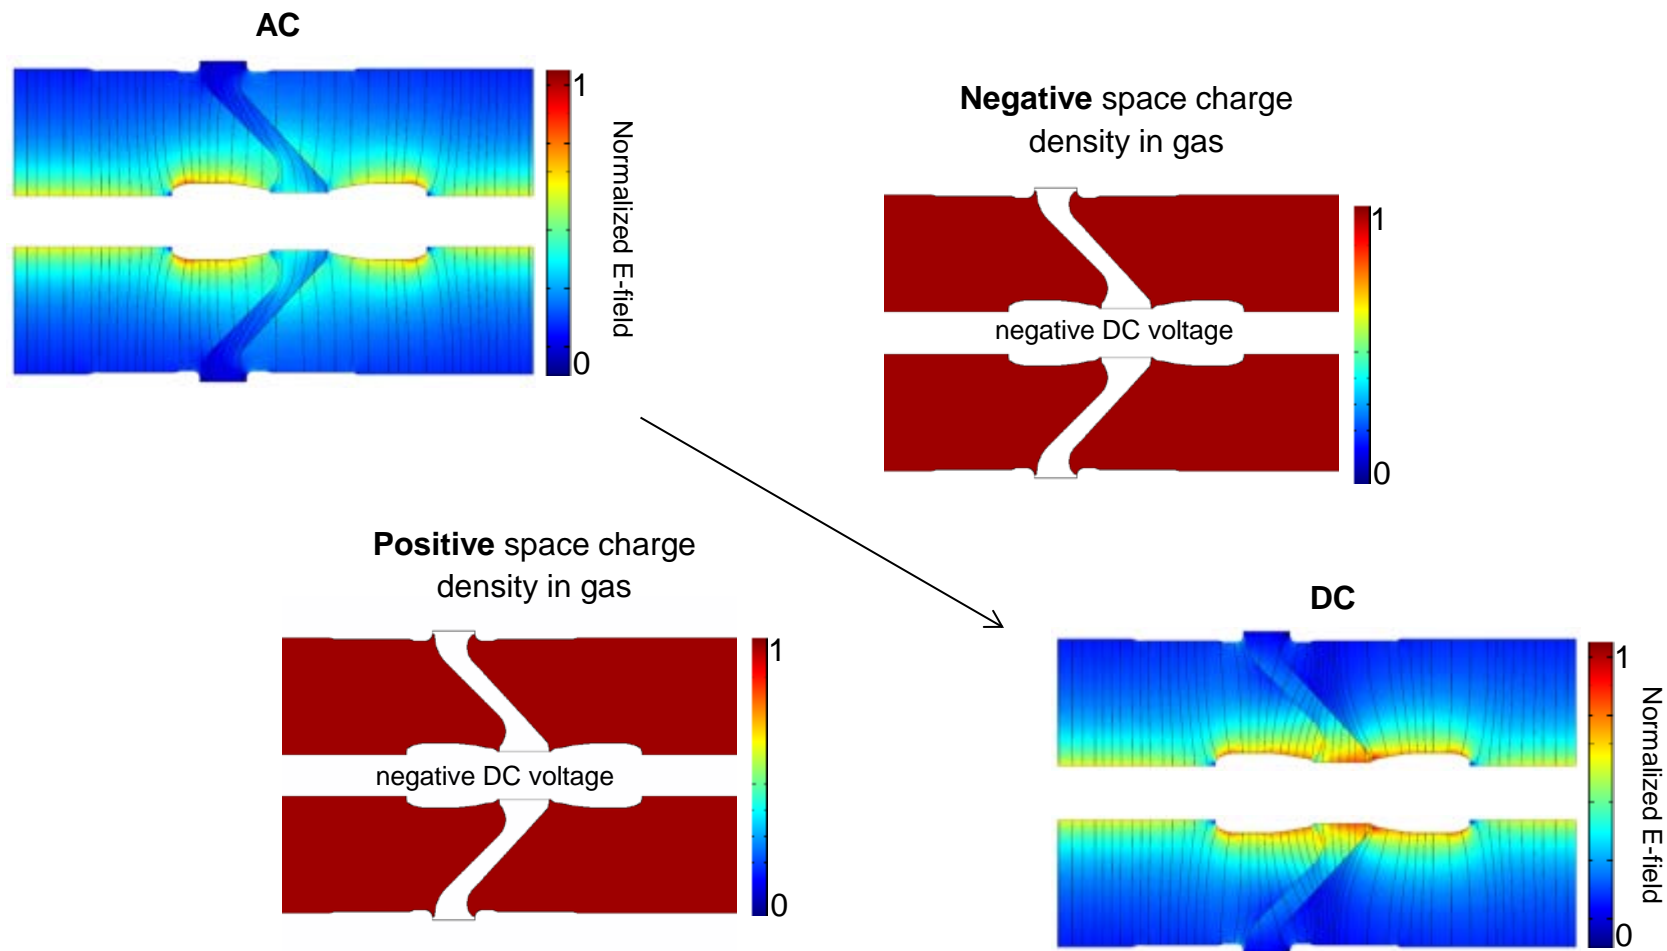 AC
1
Normalized E-field
0
Negative space charge
density in gas
1
negative DC voltage
0
Positive space charge
density in gas
1
negative DC voltage
0
DC
1
Normalized E-field
0